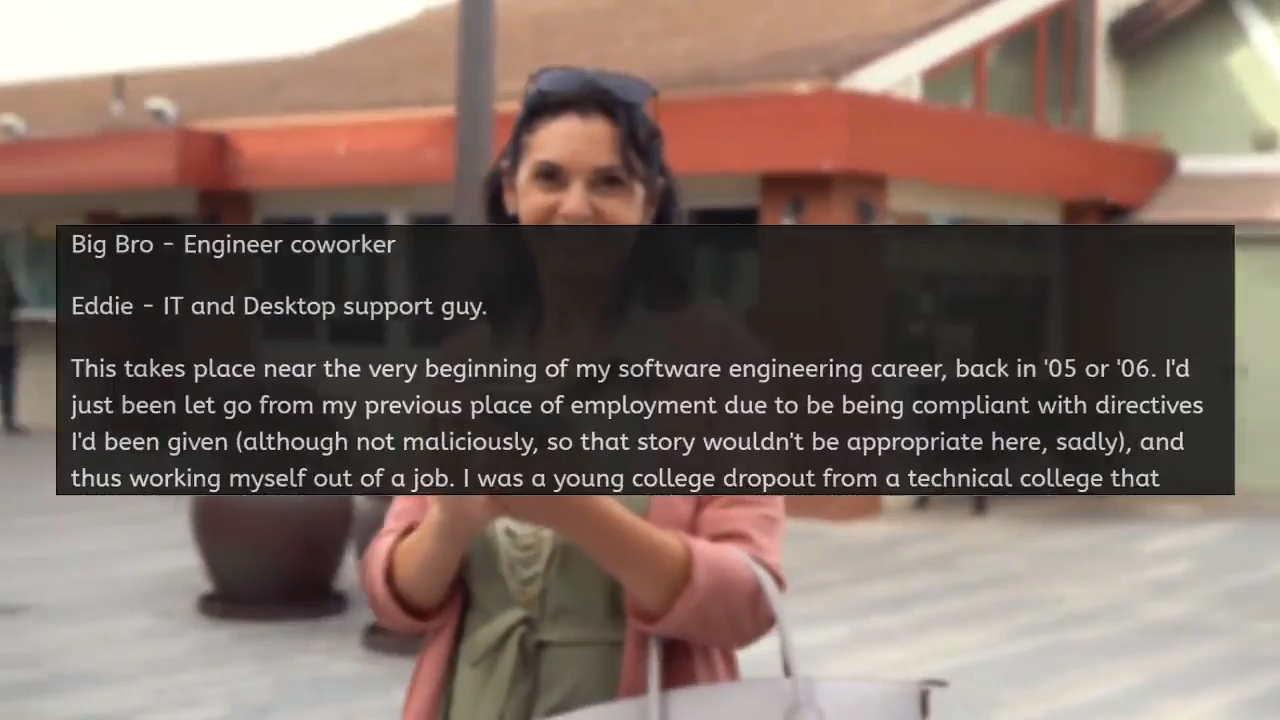 Big Bro - Engineer coworker
Eddie - IT and Desktop support guy.
This takes place near the very beginning of my software engineering career, back in '05 or '06. I'd
just been let go from my previous place of employment due to be being compliant with directives
I'd been given (although not maliciously, so that story wouldn't be appropriate here, sadly), and
thus working myself out of a job. I was a young college dropout from a technical college that